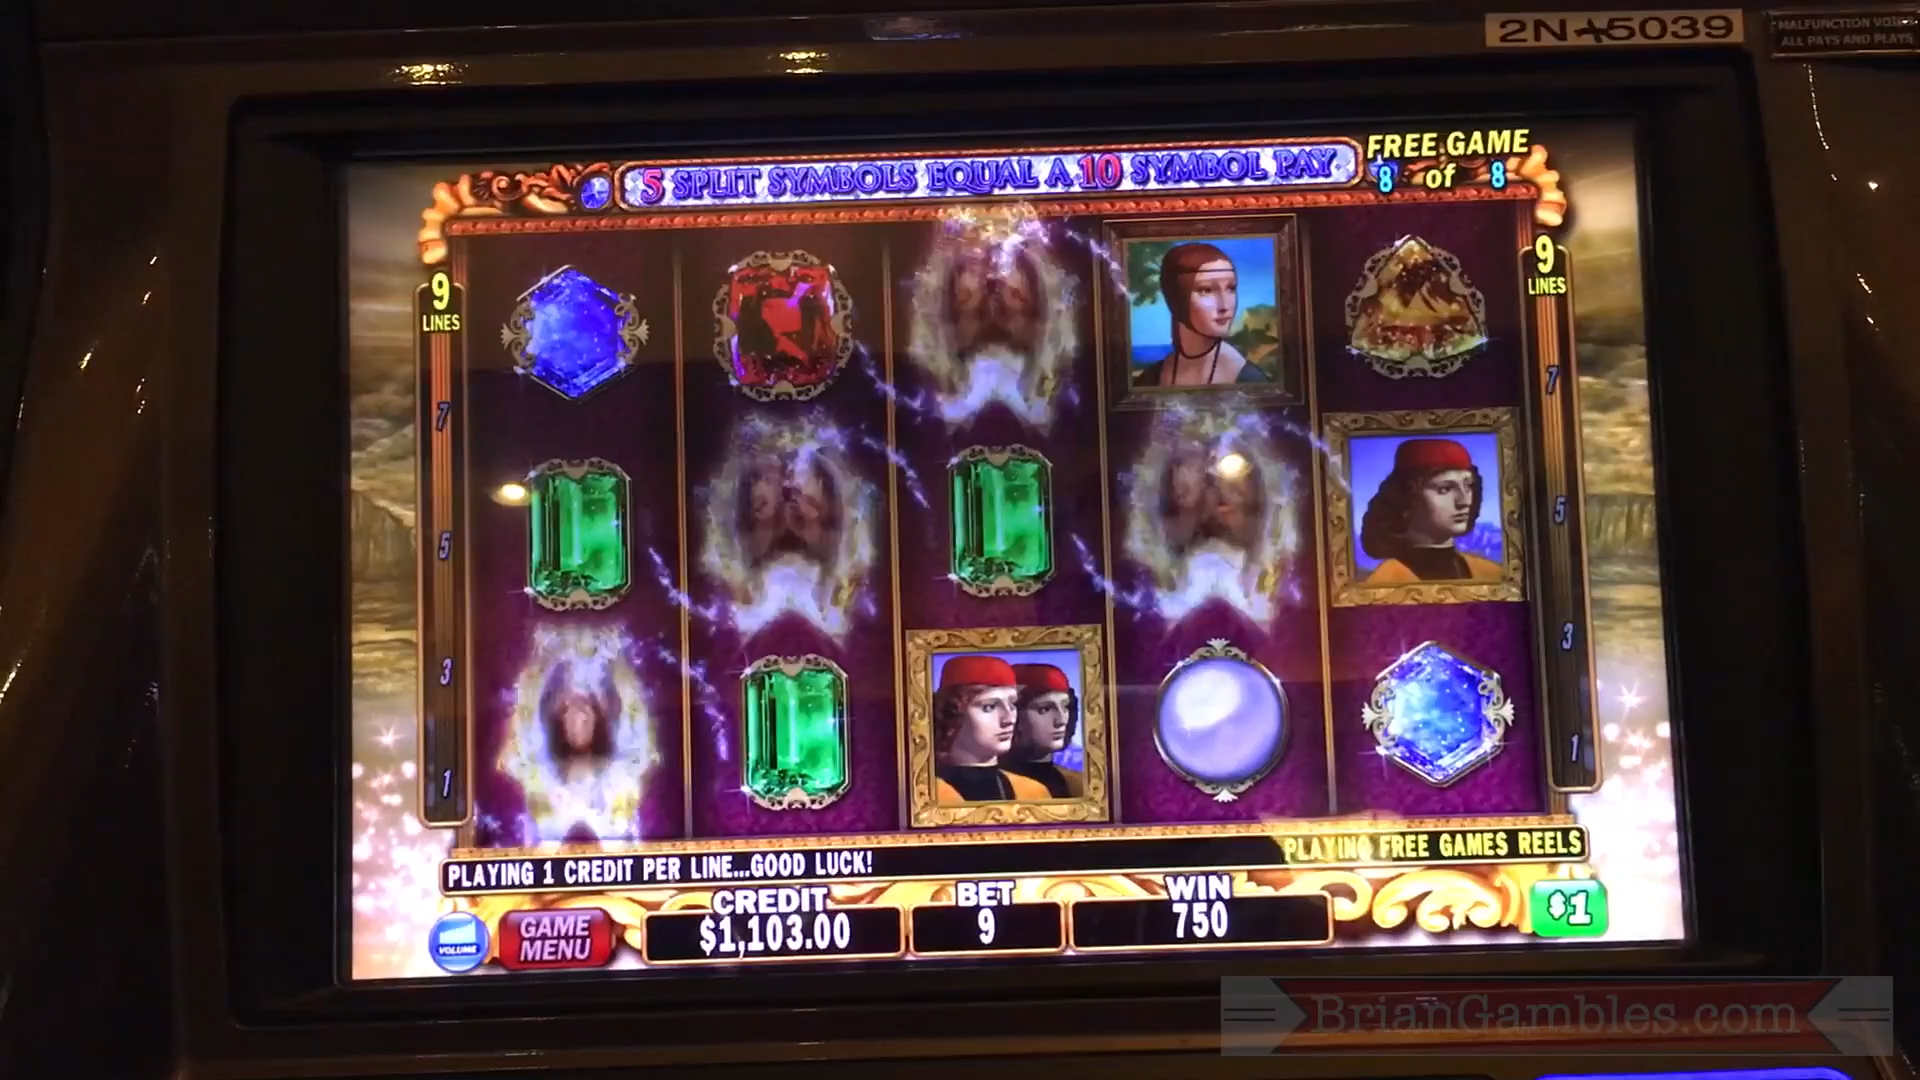 2N+5039
MALFUNCTION VOIDS
ALL PAYS AND PLAYS
5 SPLIT SYMBOLS EQUAL A 10 SYMBOL PAY
FREE GAME
8 of 8
9
LINES
9
LINES
7
7
5
5
3
3
1
1
PLAYING 1 CREDIT PER LINE...GOOD LUCK!
PLAYING FREE GAMES REELS
VOLUME
GAME
MENU
CREDIT
$1,103.00
BET
9
WIN
750
$1
BrianGambles.com